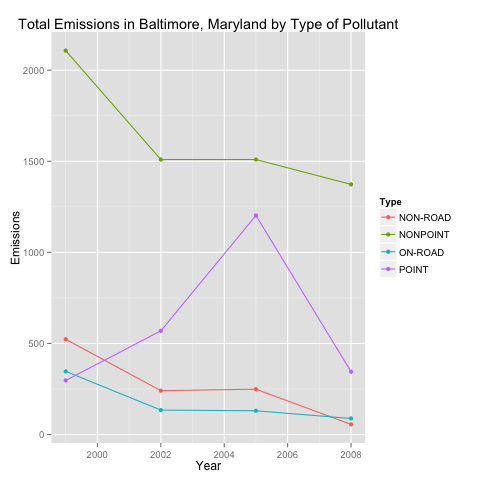 Total Emissions in Baltimore, Maryland by Type of Pollutant
2000
1500
1000
500
0
Emissions
2000 2002 2004 2006 2008
Year
Type
NON-ROAD
NONPOINT
ON-ROAD
POINT